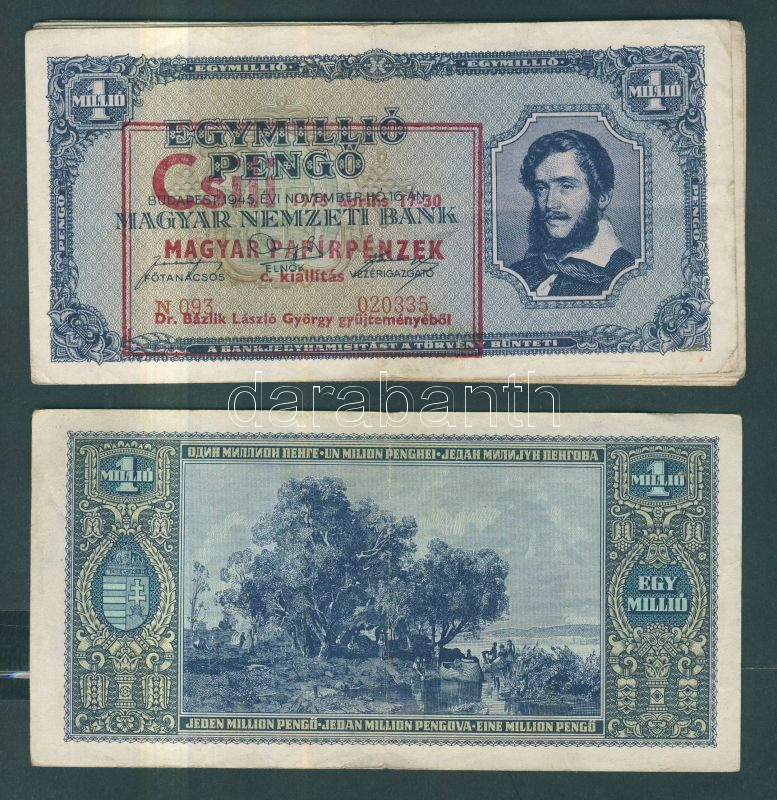 EGYMILLIÓ EGYMILLIÓ
1 MILLIÓ 1 MILLIÓ
EGYMILLIÓ
PENGŐ
BUDAPEST, 1945. ÉVI NOVEMBER HÓ 16-ÁN
április 17-30
MAGYAR NEMZETI BANK
MAGYAR PAPÍRPÉNZEK
FŐTANÁCSOS ELNÖK VEZÉRIGAZGATÓ
c. kiállítás
N 093 020335
Dr. Bázlik László György gyűjteményéből
PENGŐ PENGŐ
A BANKJEGYHAMISÍTÁST A TÖRVÉNY BÜNTETI
darabanth
ОДИН МИЛЛИОН ПЕНГЕ · UN MILION PENGHEI · ЈЕДАН МИЛИЈУН ПЕНГОВА
1 MILLIÓ 1 MILLIÓ
EGY
MILLIÓ
JEDEN MILLION PENGÖ · JEDAN MILLION PENGOVA · EINE MILLION PENGŐ